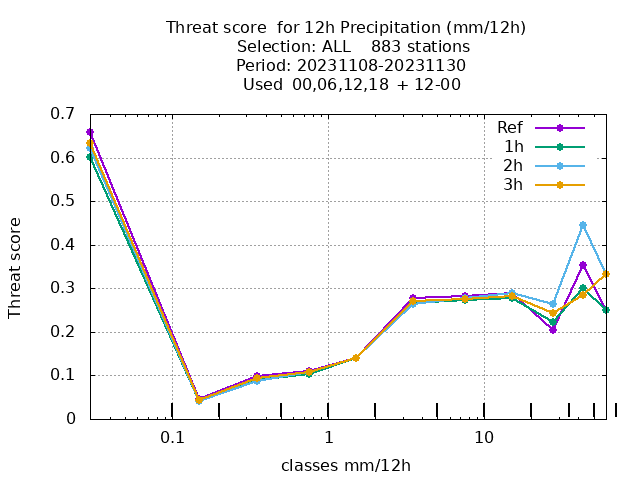 Threat score  for 12h Precipitation (mm/12h)
Selection: ALL    883 stations
Period: 20231108-20231130
Used  00,06,12,18  + 12-00
Ref
1h
2h
3h
0.7
0.6
0.5
0.4
0.3
0.2
0.1
0
Threat score
0.1
1
10
classes mm/12h